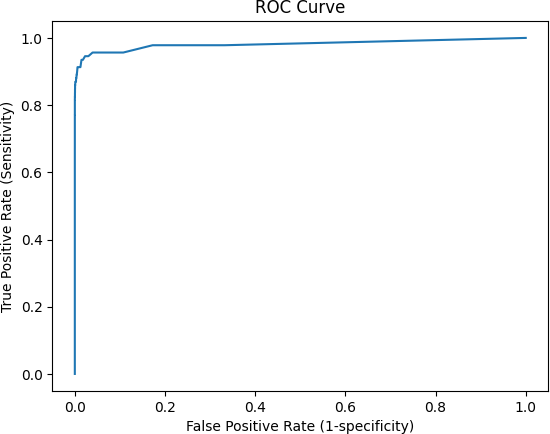 ROC Curve
True Positive Rate (Sensitivity)
1.0
0.8
0.6
0.4
0.2
0.0
0.0 0.2 0.4 0.6 0.8 1.0
False Positive Rate (1-specificity)